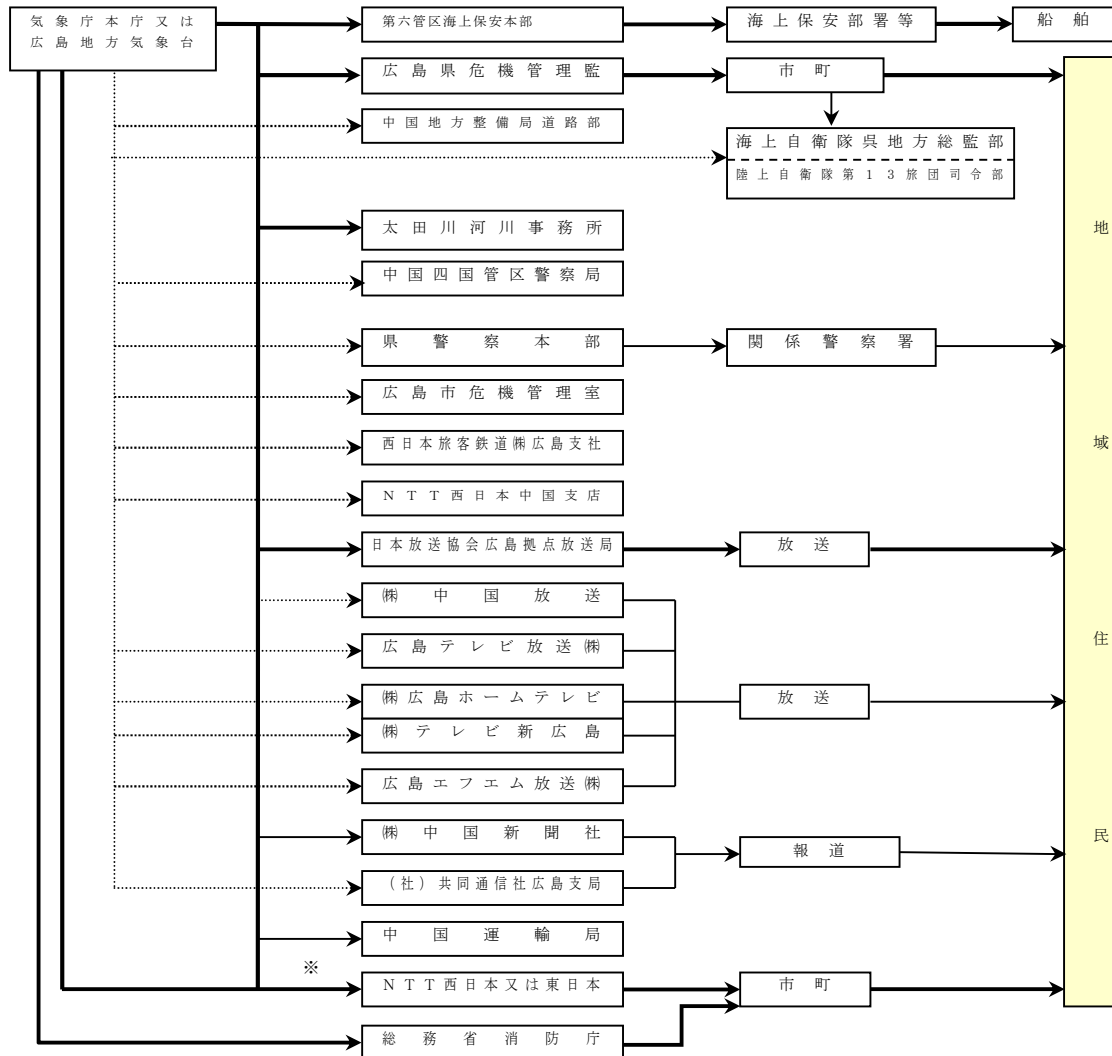 気象庁本庁又は
広島地方気象台
第六管区海上保安本部
海上保安部署等
船舶
広島県危機管理監
市町
中国地方整備局道路部
海上自衛隊呉地方総監部
陸上自衛隊第13旅団司令部
太田川河川事務所
中国四国管区警察局
県警察本部
関係警察署
広島市危機管理室
西日本旅客鉄道㈱広島支社
NTT西日本中国支店
日本放送協会広島拠点放送局
放送
㈱中国放送
広島テレビ放送㈱
㈱広島ホームテレビ
放送
㈱テレビ新広島
広島エフエム放送㈱
㈱中国新聞社
報道
(社)共同通信社広島支局
中国運輸局
※
NTT西日本又は東日本
市町
総務省消防庁
地域住民